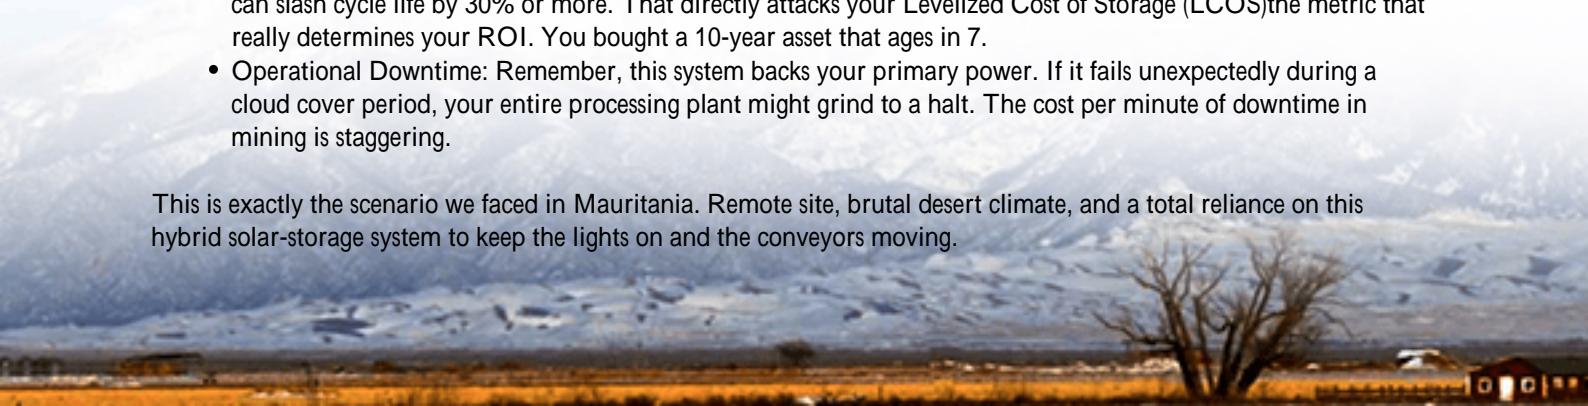 can slash cycle life by 30% or more. That directly attacks your Levelized Cost of Storage (LCOS)the metric that
really determines your ROI. You bought a 10-year asset that ages in 7.
• Operational Downtime: Remember, this system backs your primary power. If it fails unexpectedly during a
cloud cover period, your entire processing plant might grind to a halt. The cost per minute of downtime in
mining is staggering.
This is exactly the scenario we faced in Mauritania. Remote site, brutal desert climate, and a total reliance on this
hybrid solar-storage system to keep the lights on and the conveyors moving.